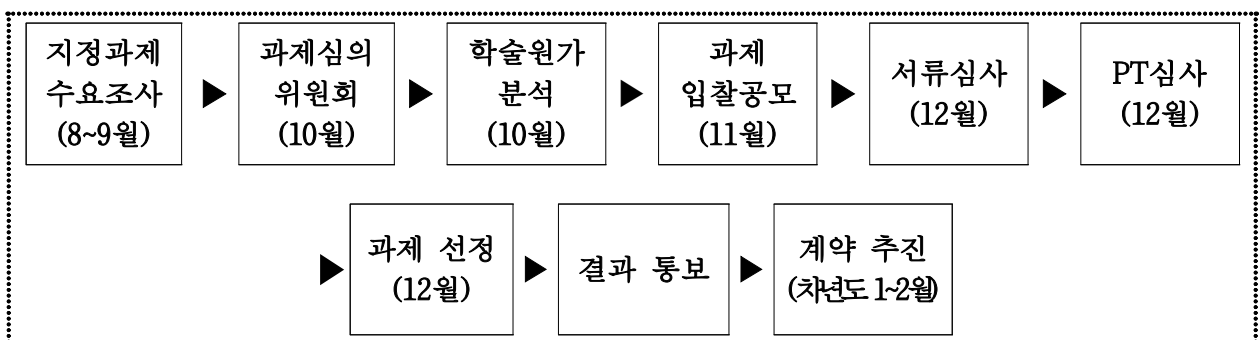 지정과제
수요조사
(8~9월)
▶
과제심의
위원회
(10월)
▶
학술원가
분석
(10월)
▶
과제
입찰공모
(11월)
▶
서류심사
(12월)
▶
PT심사
(12월)
▶
과제 선정
(12월)
▶
결과 통보
▶
계약 추진
(차년도 1~2월)